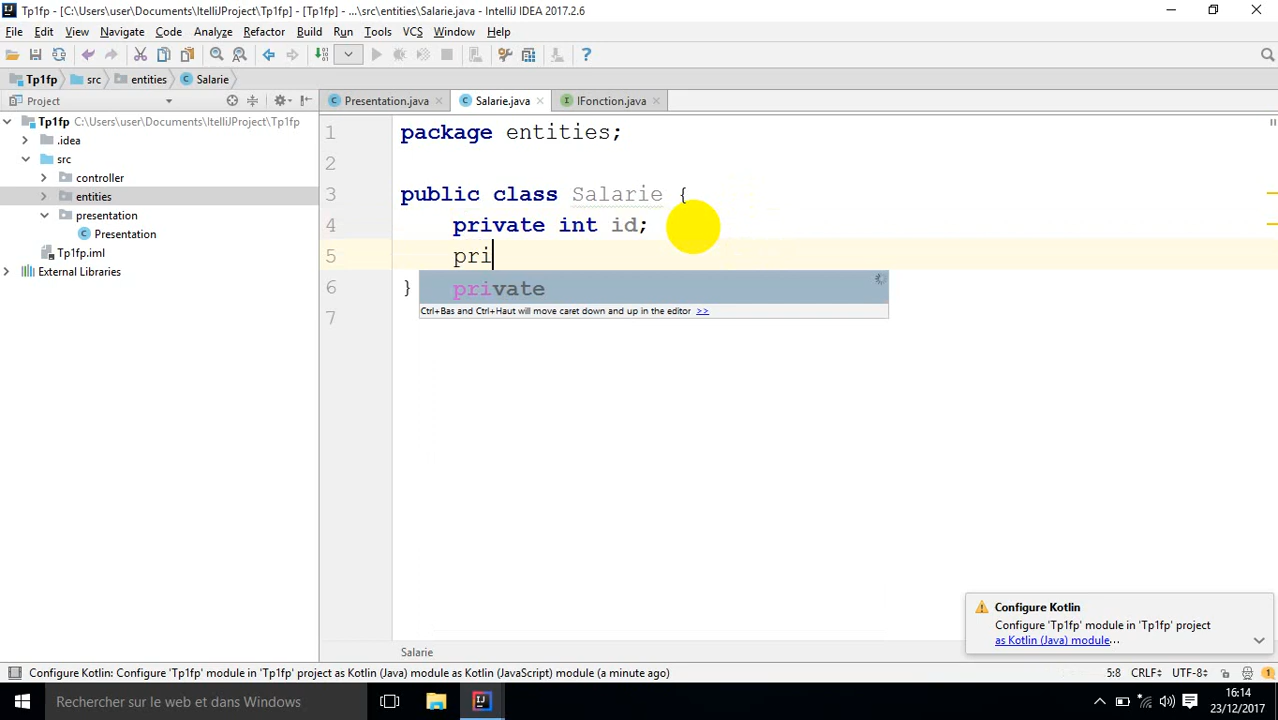 Tp1fp - [C:\Users\user\Documents\ItelliJProject\Tp1fp] - [Tp1fp] - ...\src\entities\Salarie.java - IntelliJ IDEA 2017.2.6
File Edit View Navigate Code Analyze Refactor Build Run Tools VCS Window Help
Tp1fp src entities Salarie
Project
Presentation.java Salarie.java IFonction.java
Tp1fp C:\Users\user\Documents\ItelliJProject\Tp1fp
.idea
src
controller
entities
presentation
Presentation
Tp1fp.iml
External Libraries
1 package entities;
2
3 public class Salarie {
4 private int id;
5 pri
private
Ctrl+Bas and Ctrl+Haut will move caret down and up in the editor >>
6 }
7
Configure Kotlin
Configure 'Tp1fp' module in 'Tp1fp' project
as Kotlin (Java) module...
Salarie
Configure Kotlin: Configure 'Tp1fp' module in 'Tp1fp' project as Kotlin (Java) module or as Kotlin (JavaScript) module (a minute ago)
5:8 CRLF UTF-8 1
Rechercher sur le web et dans Windows
16:14
23/12/2017